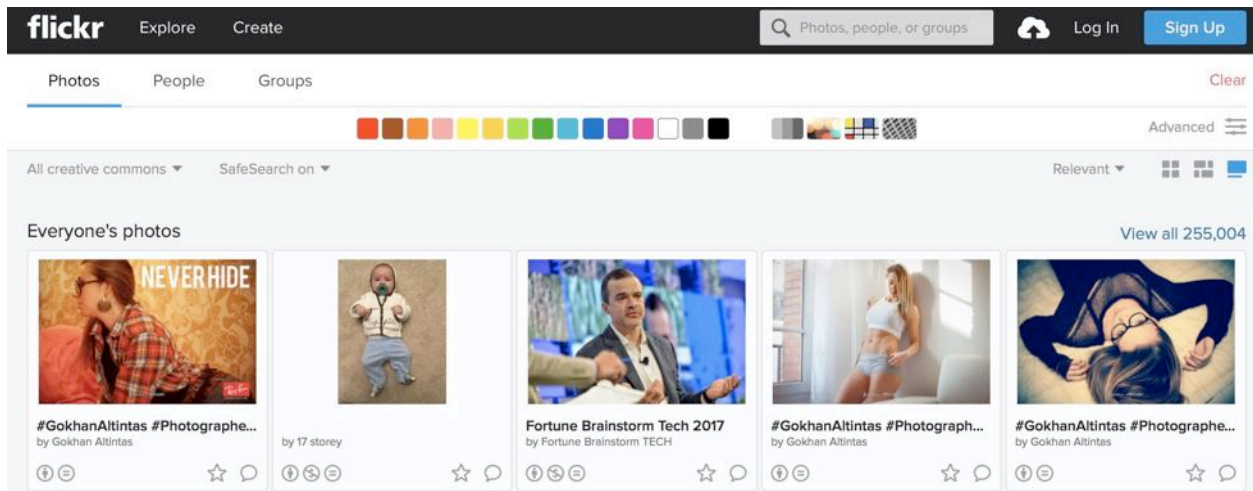 flickr Explore Create Photos, people, or groups Log In Sign Up
Photos People Groups Clear
Advanced
All creative commons SafeSearch on Relevant
Everyone's photos View all 255,004
NEVER HIDE
Ray-Ban
#GokhanAltintas #Photographe...
by Gokhan Altintas
by 17 storey
Fortune Brainstorm Tech 2017
by Fortune Brainstorm TECH
#GokhanAltintas #Photograph...
by Gokhan Altintas
#GokhanAltintas #Photographe...
by Gokhan Altintas